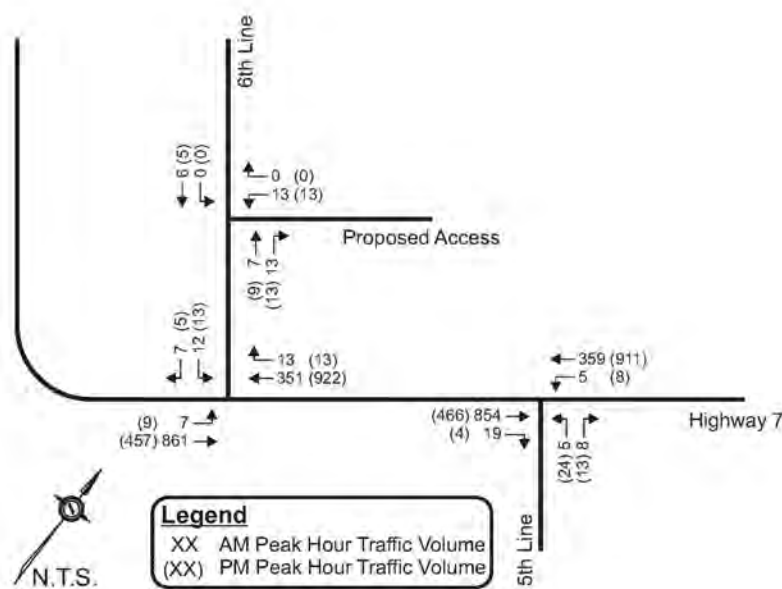 6th Line
6 (5)
0 (0)
0 (0)
13 (13)
Proposed Access
(9) 7
(13) 13
7 (5)
12 (13)
13 (13)
351 (922)
359 (911)
5 (8)
(9) 7
(457) 861
(466) 854
(4) 19
Highway 7
(24) 5
(13) 8
5th Line
N.T.S.
Legend
XX AM Peak Hour Traffic Volume
(XX) PM Peak Hour Traffic Volume